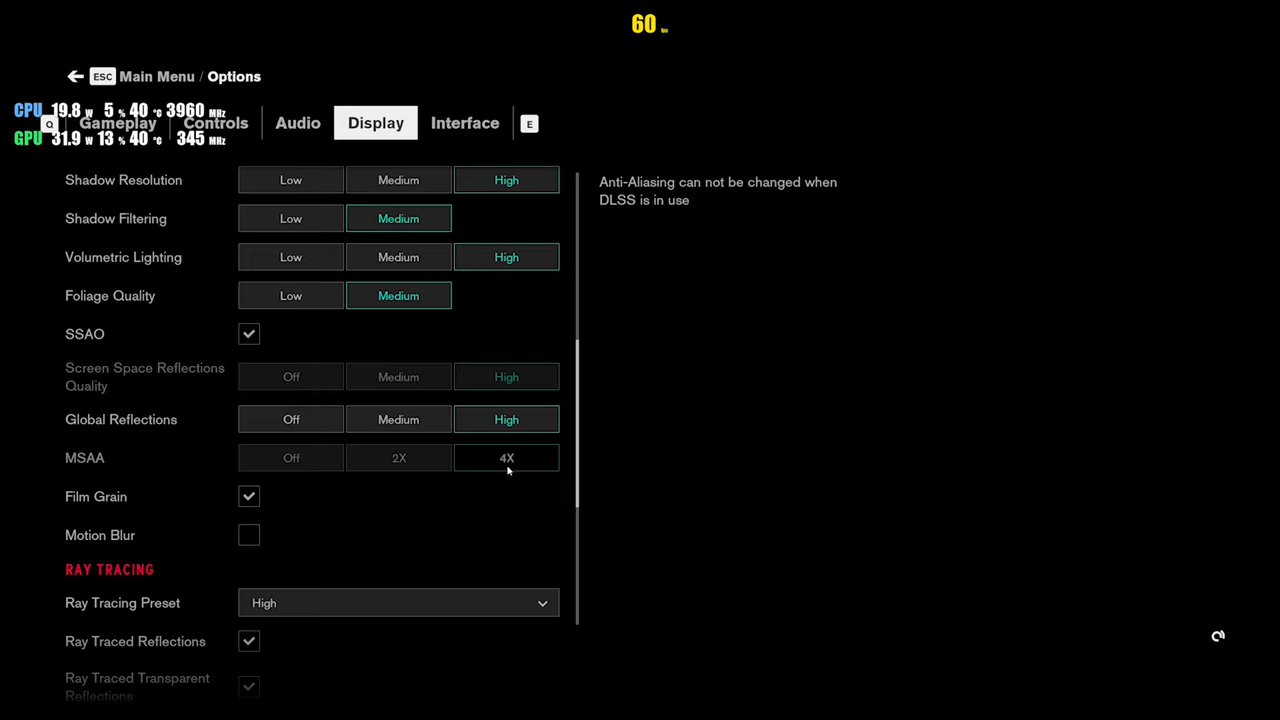 60 fps
ESC Main Menu / Options
CPU 19.8 W 5 % 40 °C 3960 MHz
Q Gameplay Controls Audio Display Interface E
GPU 31.9 W 13 % 40 °C 345 MHz
Shadow Resolution Low Medium High
Anti-Aliasing can not be changed when
DLSS is in use
Shadow Filtering Low Medium
Volumetric Lighting Low Medium High
Foliage Quality Low Medium
SSAO
Screen Space Reflections
Quality
Off Medium High
Global Reflections Off Medium High
MSAA Off 2X 4X
Film Grain
Motion Blur
RAY TRACING
Ray Tracing Preset High
Ray Traced Reflections
Ray Traced Transparent
Reflections